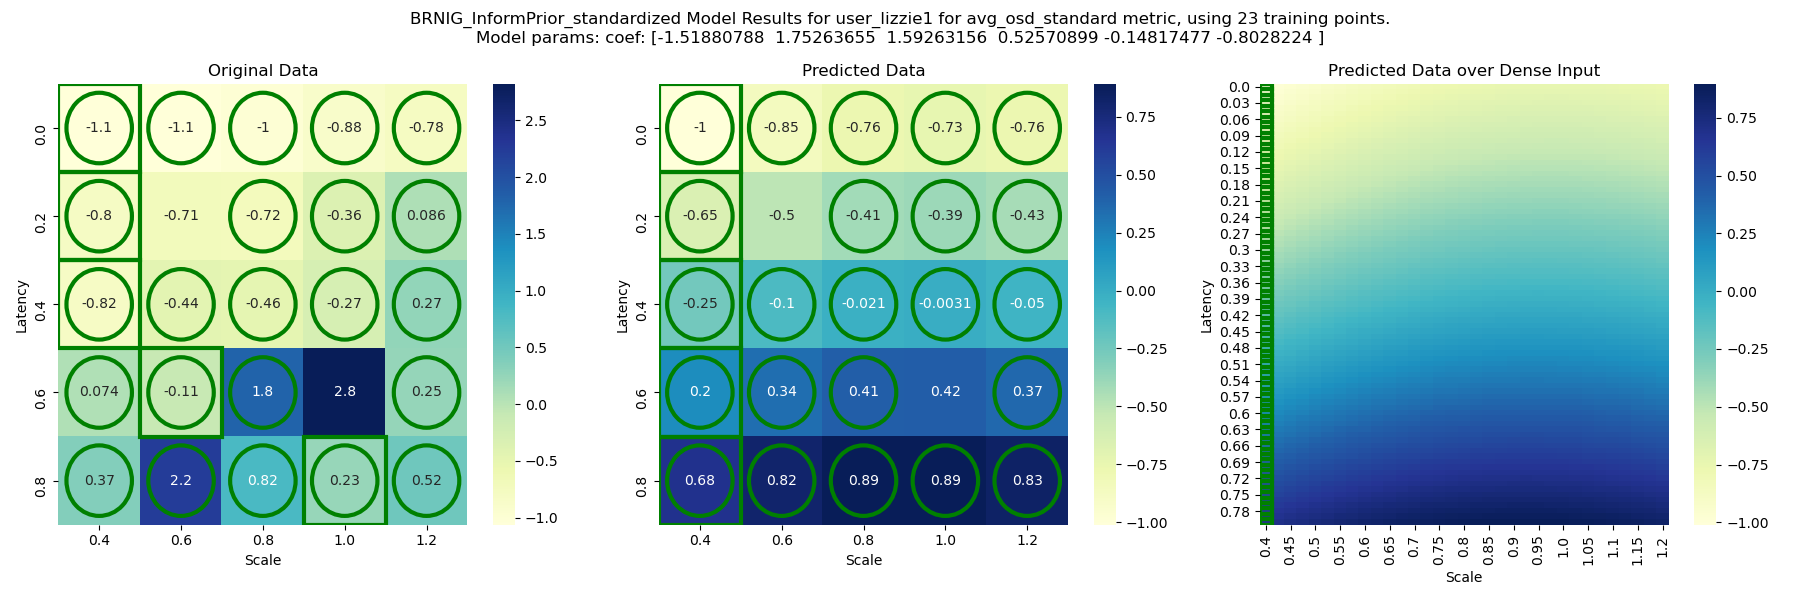 BRNIG_InformPrior_standardized Model Results for user_lizzie1 for avg_osd_standard metric, using 23 training points.
Model params: coef: [-1.51880788 1.75263655 1.59263156 0.52570899 -0.14817477 -0.8028224 ]
Original Data
Latency
0.0 -1.1 -1.1 -1 -0.88 -0.78
0.2 -0.8 -0.71 -0.72 -0.36 0.086
0.4 -0.82 -0.44 -0.46 -0.27 0.27
0.6 0.074 -0.11 1.8 2.8 0.25
0.8 0.37 2.2 0.82 0.23 0.52
0.4 0.6 0.8 1.0 1.2
Scale
2.5
2.0
1.5
1.0
0.5
0.0
−0.5
−1.0
Predicted Data
Latency
0.0 -1 -0.85 -0.76 -0.73 -0.76
0.2 -0.65 -0.5 -0.41 -0.39 -0.43
0.4 -0.25 -0.1 -0.021 -0.0031 -0.05
0.6 0.2 0.34 0.41 0.42 0.37
0.8 0.68 0.82 0.89 0.89 0.83
0.4 0.6 0.8 1.0 1.2
Scale
0.75
0.50
0.25
0.00
−0.25
−0.50
−0.75
−1.00
Predicted Data over Dense Input
Latency
0.0
0.03
0.06
0.09
0.12
0.15
0.18
0.21
0.24
0.27
0.3
0.33
0.36
0.39
0.42
0.45
0.48
0.51
0.54
0.57
0.6
0.63
0.66
0.69
0.72
0.75
0.78
0.4 0.45 0.5 0.55 0.6 0.65 0.7 0.75 0.8 0.85 0.9 0.95 1.0 1.05 1.1 1.15 1.2
Scale
0.75
0.50
0.25
0.00
−0.25
−0.50
−0.75
−1.00